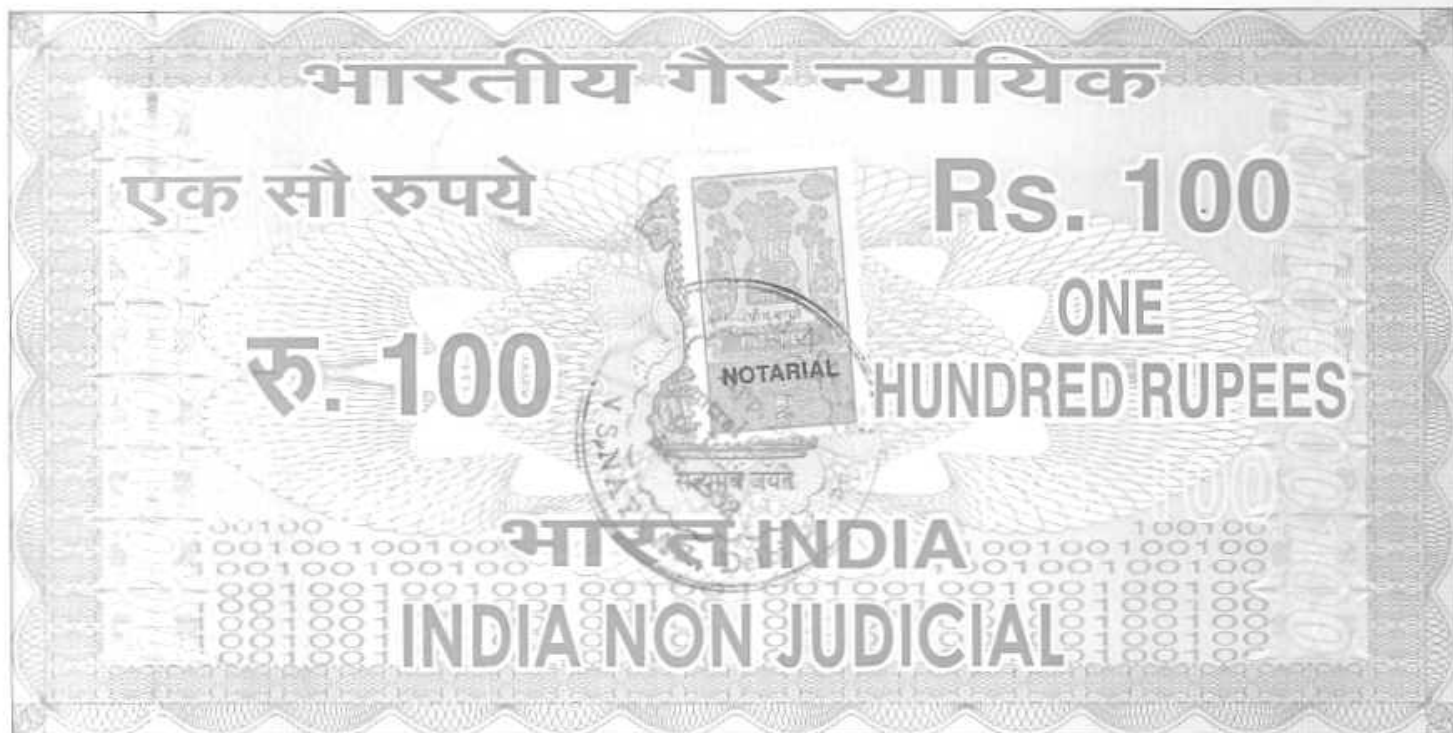 भारतीय गैर न्यायिक
एक सौ रुपये
Rs. 100
रु. 100
ONE
HUNDRED RUPEES
NOTARIAL
सत्यमेव जयते
भारत INDIA
INDIA NON JUDICIAL